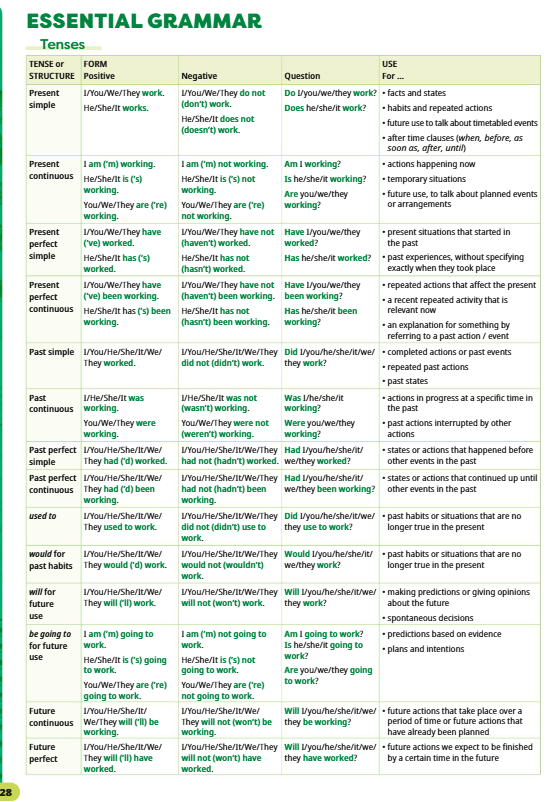 ESSENTIAL GRAMMAR
Tenses
TENSE or STRUCTURE
FORM
Positive
Negative
Question
USE
For ...
Present simple
I/You/We/They work.
He/She/It works.
I/You/We/They do not (don't) work.
He/She/It does not (doesn't) work.
Do I/you/we/they work?
Does he/she/it work?
• facts and states
• habits and repeated actions
• future use to talk about timetabled events
• after time clauses (when, before, as soon as, after, until)
Present continuous
I am ('m) working.
He/She/It is ('s) working.
You/We/They are ('re) working.
I am ('m) not working.
He/She/It is ('s) not working.
You/We/They are ('re) not working.
Am I working?
Is he/she/it working?
Are you/we/they working?
• actions happening now
• temporary situations
• future use, to talk about planned events or arrangements
Present perfect simple
I/You/We/They have ('ve) worked.
He/She/It has ('s) worked.
I/You/We/They have not (haven't) worked.
He/She/It has not (hasn't) worked.
Have I/you/we/they worked?
Has he/she/it worked?
• present situations that started in the past
• past experiences, without specifying exactly when they took place
Present perfect continuous
I/You/We/They have ('ve) been working.
He/She/It has ('s) been working.
I/You/We/They have not (haven't) been working.
He/She/It has not (hasn't) been working.
Have I/you/we/they been working?
Has he/she/it been working?
• repeated actions that affect the present
• a recent repeated activity that is relevant now
• an explanation for something by referring to a past action / event
Past simple
I/You/He/She/It/We/They worked.
I/You/He/She/It/We/They did not (didn't) work.
Did I/you/he/she/it/we/they work?
• completed actions or past events
• repeated past actions
• past states
Past continuous
I/He/She/It was working.
You/We/They were working.
I/He/She/It was not (wasn't) working.
You/We/They were not (weren't) working.
Was I/he/she/it working?
Were you/we/they working?
• actions in progress at a specific time in the past
• past actions interrupted by other actions
Past perfect simple
I/You/He/She/It/We/They had ('d) worked.
I/You/He/She/It/We/They had not (hadn't) worked.
Had I/you/he/she/it/we/they worked?
• states or actions that happened before other events in the past
Past perfect continuous
I/You/He/She/It/We/They had ('d) been working.
I/You/He/She/It/We/They had not (hadn't) been working.
Had I/you/he/she/it/we/they been working?
• states or actions that continued up until other events in the past
used to
I/You/He/She/It/We/They used to work.
I/You/He/She/It/We/They did not (didn't) use to work.
Did I/you/he/she/it/we/they use to work?
• past habits or situations that are no longer true in the present
would for past habits
I/You/He/She/It/We/They would ('d) work.
I/You/He/She/It/We/They would not (wouldn't) work.
Would I/you/he/she/it/we/they work?
• past habits or situations that are no longer true in the present
will for future use
I/You/He/She/It/We/They will ('ll) work.
I/You/He/She/It/We/They will not (won't) work.
Will I/you/he/she/it/we/they work?
• making predictions or giving opinions about the future
• spontaneous decisions
be going to for future use
I am ('m) going to work.
He/She/It is ('s) going to work.
You/We/They are ('re) going to work.
I am ('m) not going to work.
He/She/It is ('s) not going to work.
You/We/They are ('re) not going to work.
Am I going to work?
Is he/she/it going to work?
Are you/we/they going to work?
• predictions based on evidence
• plans and intentions
Future continuous
I/You/He/She/It/We/They will ('ll) be working.
I/You/He/She/It/We/They will not (won't) be working.
Will I/you/he/she/it/we/they be working?
• future actions that take place over a period of time or future actions that have already been planned
Future perfect
I/You/He/She/It/We/They will ('ll) have worked.
I/You/He/She/It/We/They will not (won't) have worked.
Will I/you/he/she/it/we/they have worked?
• future actions we expect to be finished by a certain time in the future
28